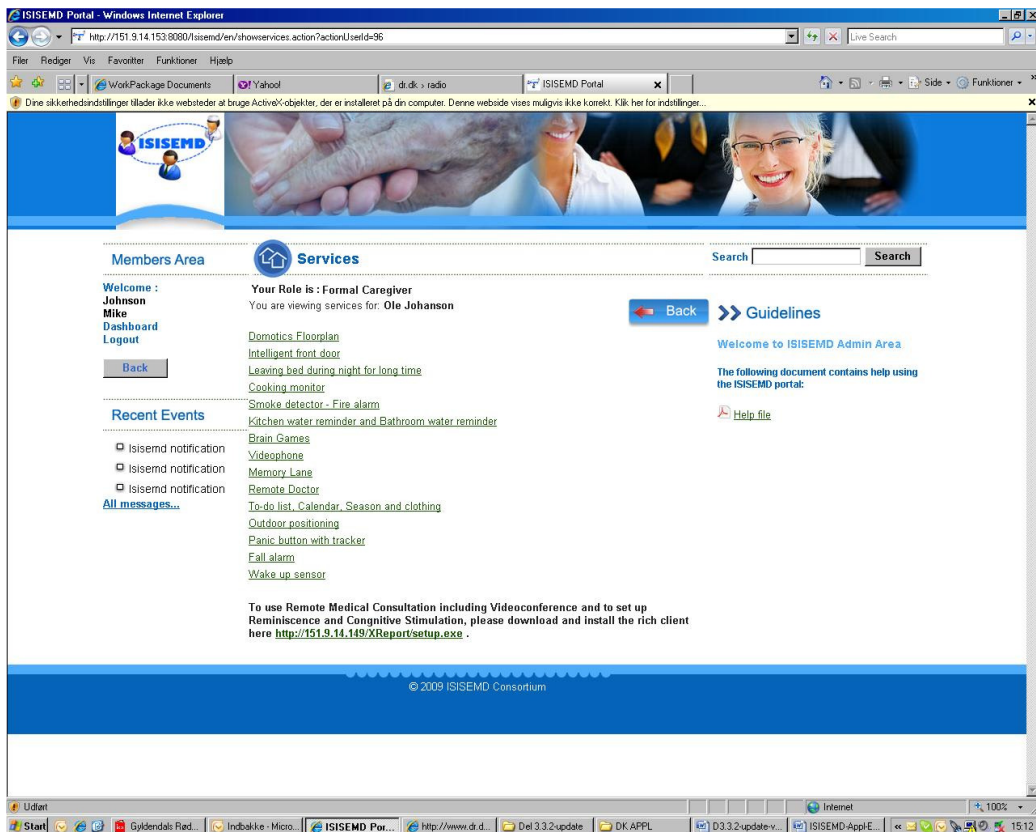 ISISEMD Portal - Windows Internet Explorer
http://151.9.14.153:8080/Isisemd/en/showservices.action?actionUserId=96
Live Search
Filer Rediger Vis Favoritter Funktioner Hjælp
WorkPackage Documents Yahoo! dr.dk > radio ISISEMD Portal Side Funktioner
Dine sikkerhedsindstillinger tillader ikke websteder at bruge ActiveX-objekter, der er installeret på din computer. Denne webside vises muligvis ikke korrekt. Klik her for indstillinger...
ISISEMD
Members Area
Welcome :
Johnson
Mike
Dashboard
Logout
Back
Recent Events
Isisemd notification
Isisemd notification
Isisemd notification
All messages...
Services
Your Role is : Formal Caregiver
You are viewing services for: Ole Johanson
Back
Domotics Floorplan
Intelligent front door
Leaving bed during night for long time
Cooking monitor
Smoke detector - Fire alarm
Kitchen water reminder and Bathroom water reminder
Brain Games
Videophone
Memory Lane
Remote Doctor
To-do list, Calendar, Season and clothing
Outdoor positioning
Panic button with tracker
Fall alarm
Wake up sensor
To use Remote Medical Consultation including Videoconference and to set up
Reminiscence and Congnitive Stimulation, please download and install the rich client
here http://151.9.14.149/XReport/setup.exe .
Search Search
Guidelines
Welcome to ISISEMD Admin Area
The following document contains help using
the ISISEMD portal:
Help file
© 2009 ISISEMD Consortium
Udført Internet 100%
Start Gyldendals Rød... Indbakke - Micro... ISISEMD Por... http://www.dr.d... Del 3.3.2-update DK APPL D3.3.2-update-v... ISISEMD-Appl-E... 15:12